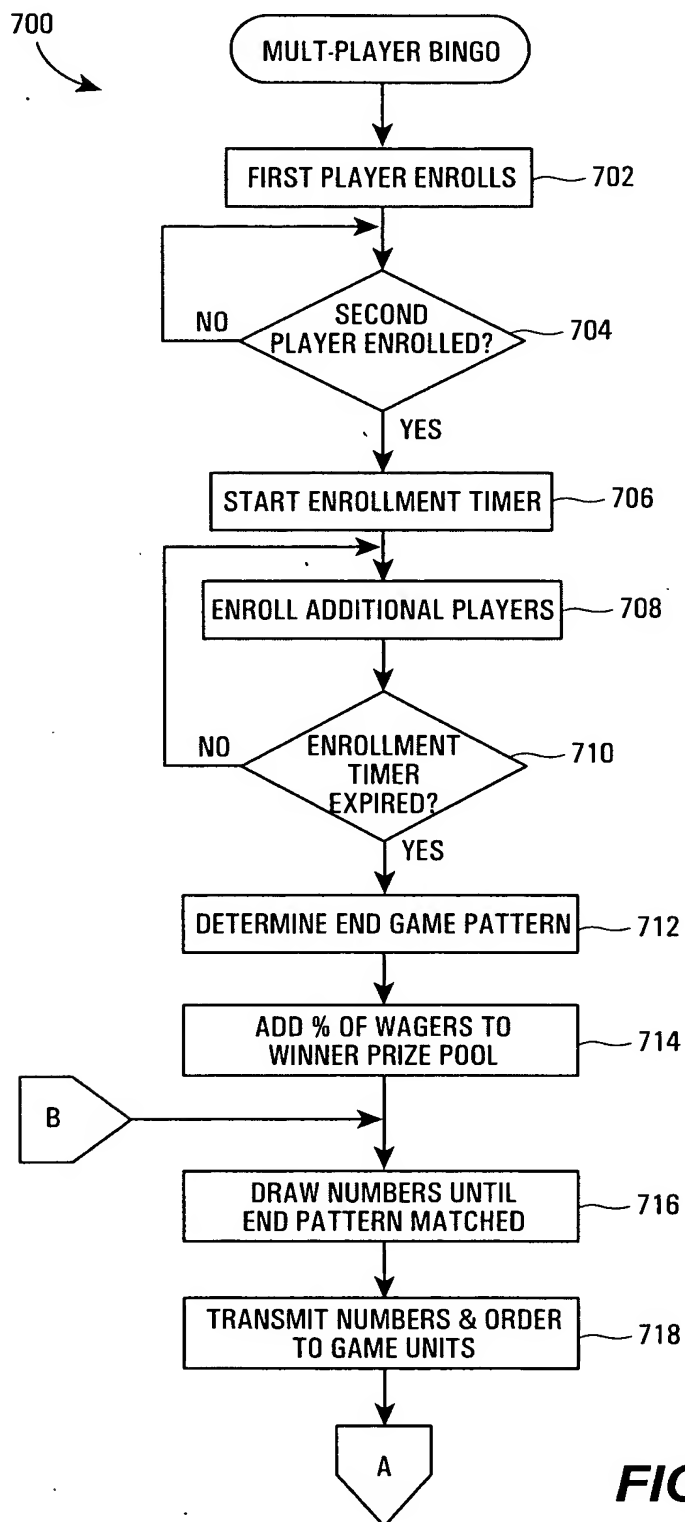 700
MULT-PLAYER BINGO
FIRST PLAYER ENROLLS
702
NO
SECOND
PLAYER ENROLLED?
704
YES
START ENROLLMENT TIMER
706
ENROLL ADDITIONAL PLAYERS
708
NO
ENROLLMENT
TIMER
EXPIRED?
710
YES
DETERMINE END GAME PATTERN
712
ADD % OF WAGERS TO
WINNER PRIZE POOL
714
B
DRAW NUMBERS UNTIL
END PATTERN MATCHED
716
TRANSMIT NUMBERS & ORDER
TO GAME UNITS
718
A
FIG